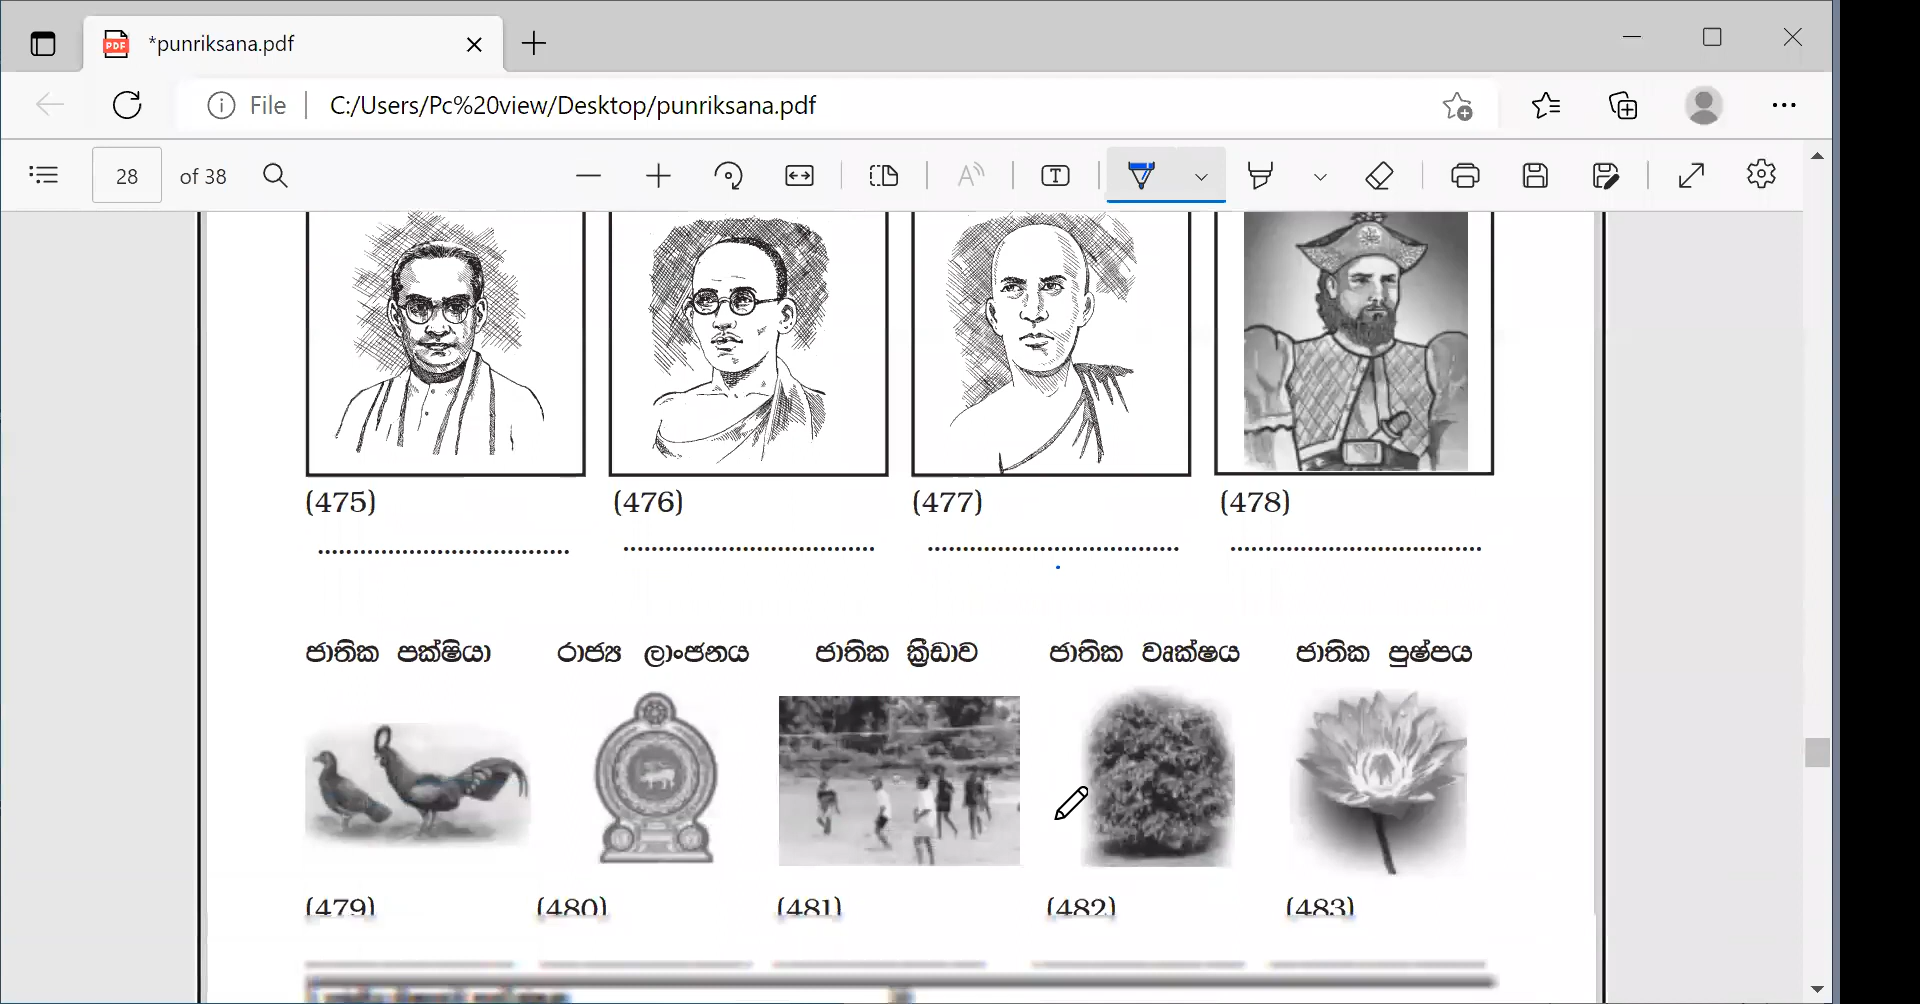 *punriksana.pdf
File C:/Users/Pc%20view/Desktop/punriksana.pdf
28 of 38
(475) (476) (477) (478)
ජාතික පක්ෂියා රාජ්‍ය ලාංඡනය ජාතික ක්‍රීඩාව ජාතික වෘක්ෂය ජාතික පුෂ්පය
(479) (480) (481) (482) (483)